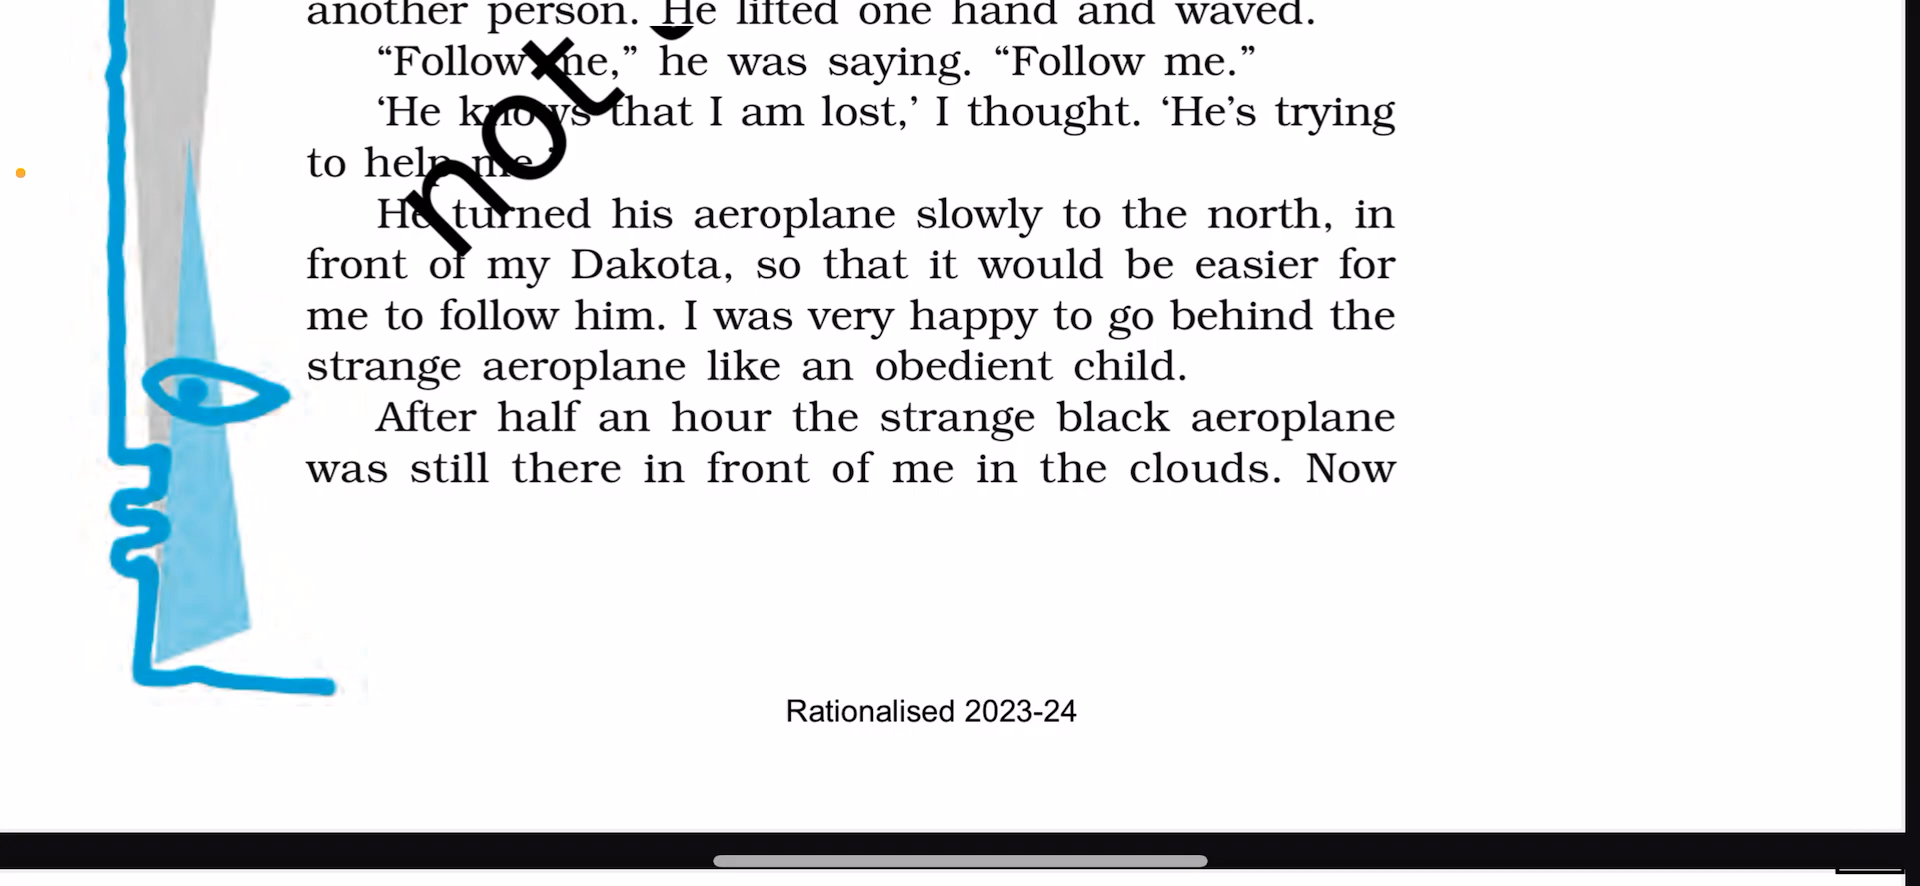 another person. He lifted one hand and waved.
“Follow me,” he was saying. “Follow me.”
‘He knows that I am lost,’ I thought. ‘He’s trying
to help me.’
He turned his aeroplane slowly to the north, in
front of my Dakota, so that it would be easier for
me to follow him. I was very happy to go behind the
strange aeroplane like an obedient child.
After half an hour the strange black aeroplane
was still there in front of me in the clouds. Now
not
Rationalised 2023-24